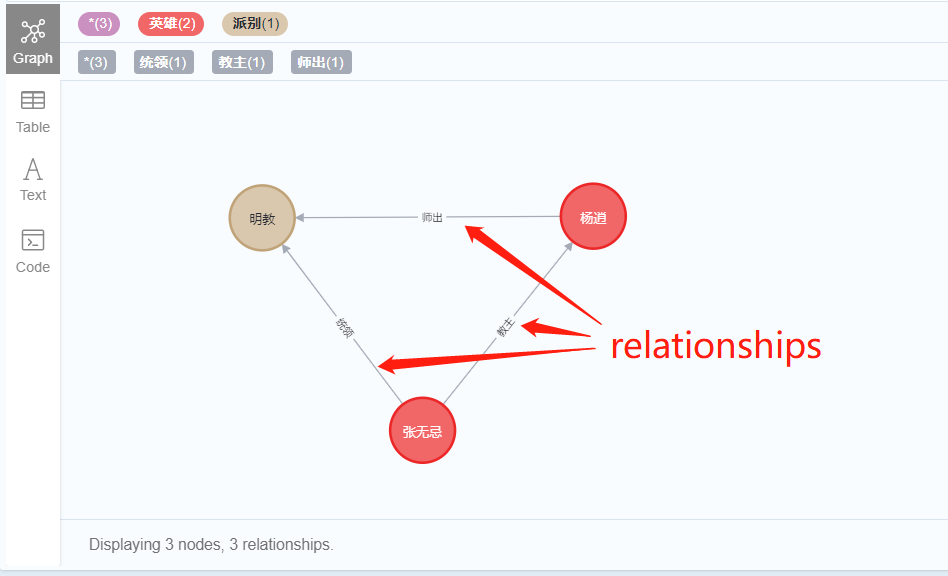 *(3) 英雄(2) 派别(1)
Graph
*(3) 统领(1) 教主(1) 师出(1)
Table
Text
Code
明教
师出
杨逍
统领
教主
relationships
张无忌
Displaying 3 nodes, 3 relationships.